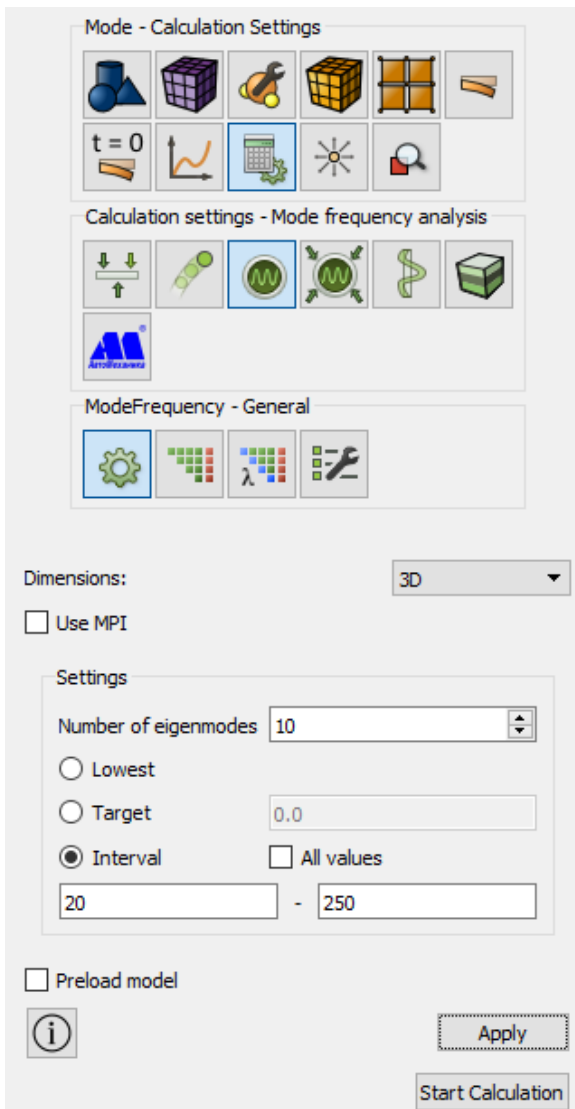 Mode - Calculation Settings
t = 0
Calculation settings - Mode frequency analysis
АвтоМеханика
ModeFrequency - General
λ
Dimensions: 3D
Use MPI
Settings
Number of eigenmodes 10
Lowest
Target 0.0
Interval All values
20 - 250
Preload model
i Apply
Start Calculation